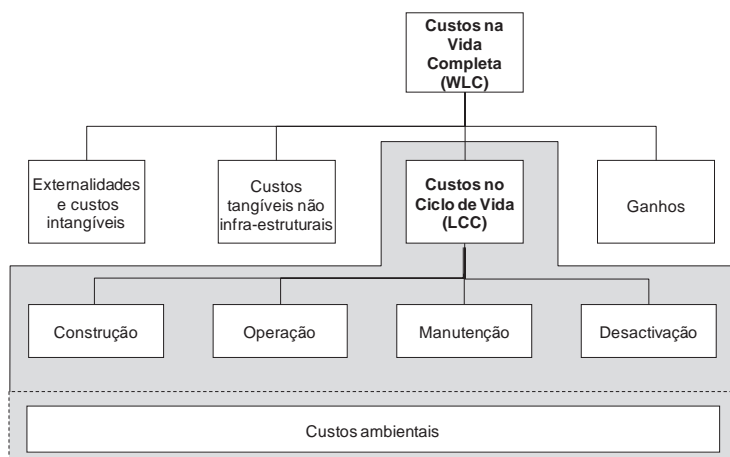 Custos na
Vida
Completa
(WLC)
Externalidades
e custos
intangíveis
Custos
tangíveis não
infra-estruturais
Custos no
Ciclo de Vida
(LCC)
Ganhos
Construção
Operação
Manutenção
Desactivação
Custos ambientais